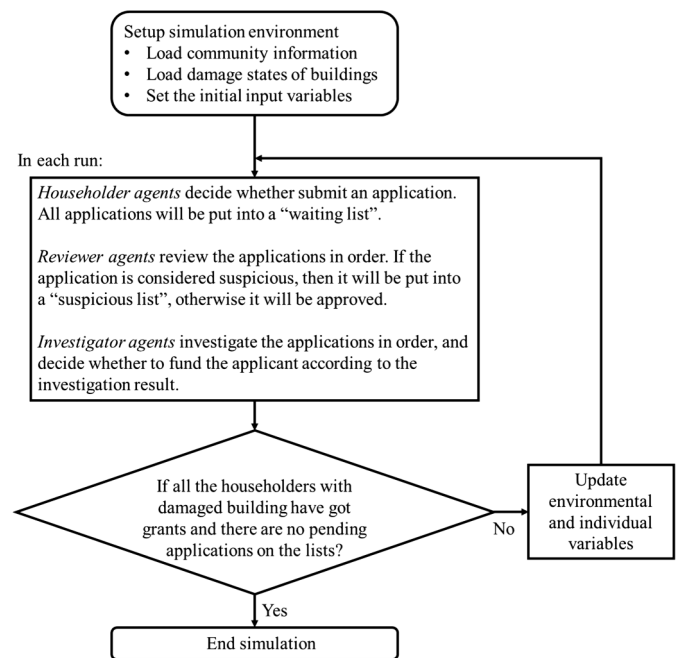 Setup simulation environment
• Load community information
• Load damage states of buildings
• Set the initial input variables
In each run:
Householder agents decide whether submit an application.
All applications will be put into a “waiting list”.
Reviewer agents review the applications in order. If the
application is considered suspicious, then it will be put into
a “suspicious list”, otherwise it will be approved.
Investigator agents investigate the applications in order, and
decide whether to fund the applicant according to the
investigation result.
If all the householders with
damaged building have got
grants and there are no pending
applications on the lists?
No
Update
environmental
and individual
variables
Yes
End simulation